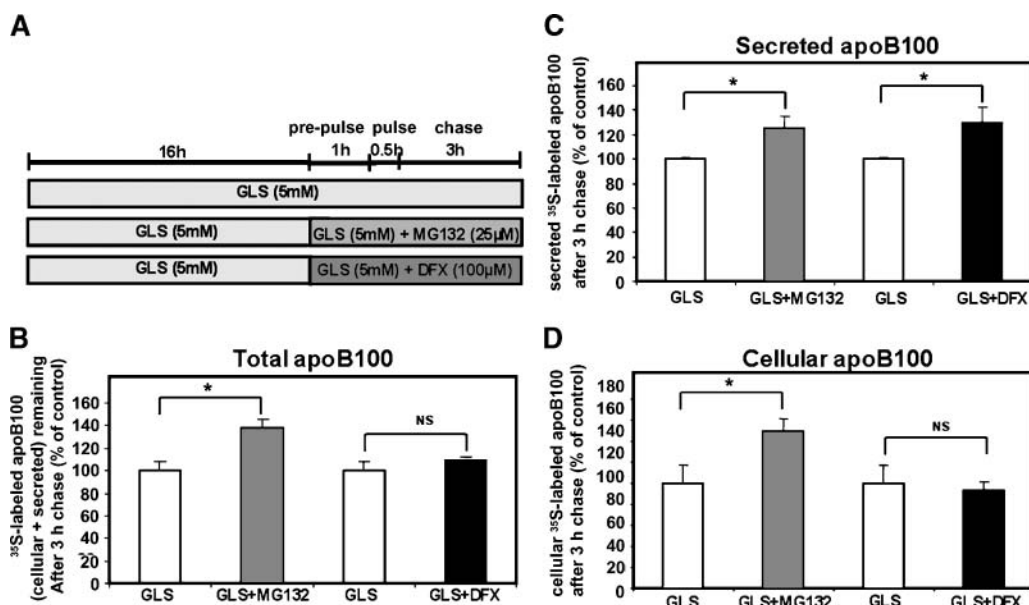 A
pre-pulse pulse chase
16h 1h 0.5h 3h
GLS (5mM)
GLS (5mM) GLS (5mM) + MG132 (25µM)
GLS (5mM) GLS (5mM) + DFX (100µM)
B
Total apoB100
³⁵S-labeled apoB100
(cellular + secreted) remaining
After 3 h chase (% of control)
160
140
120
100
80
60
40
20
0
*
NS
GLS GLS+MG132 GLS GLS+DFX
C
Secreted apoB100
secreted ³⁵S-labeled apoB100
after 3 h chase (% of control)
160
140
120
100
80
60
40
20
0
* *
GLS GLS+MG132 GLS GLS+DFX
D
Cellular apoB100
cellular ³⁵S-labeled apoB100
after 3 h chase (% of control)
180
160
140
120
100
80
60
40
20
0
*
NS
GLS GLS+MG132 GLS GLS+DFX